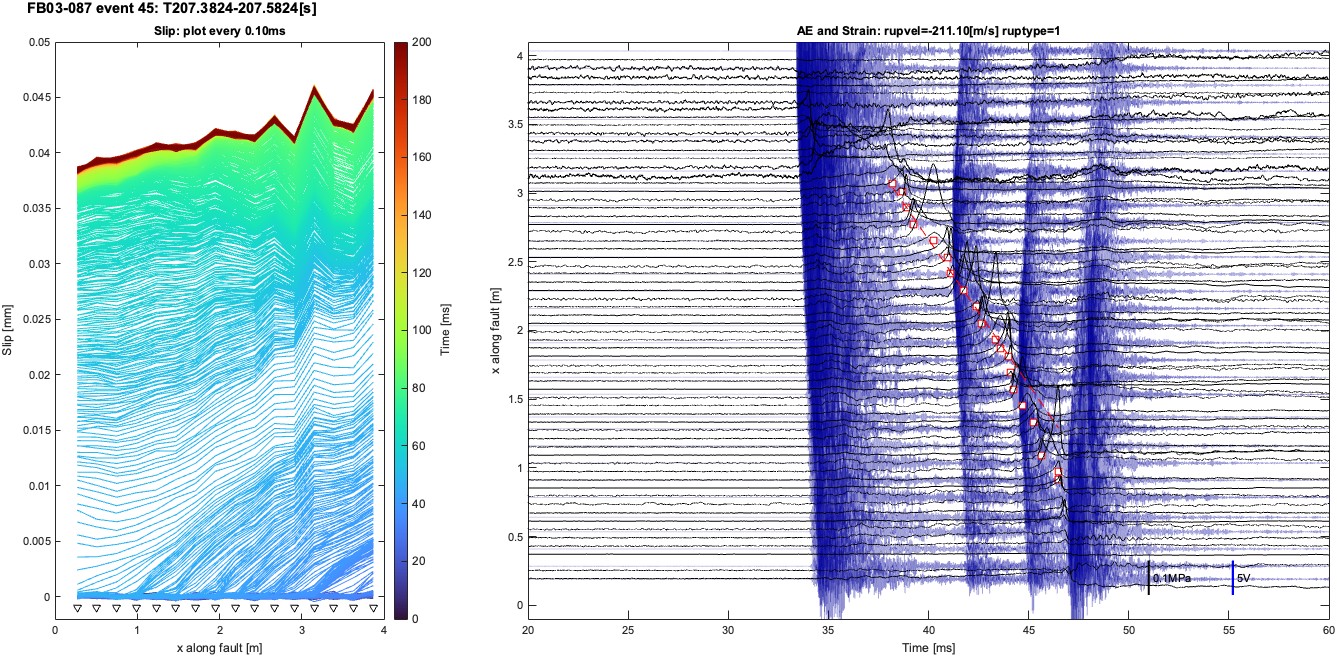 FB03-087 event 45: T207.3824-207.5824[s]
Slip: plot every 0.10ms
0.05
0.045
0.04
0.035
0.03
0.025
0.02
0.015
0.01
0.005
0
Slip [mm]
0 1 2 3 4
x along fault [m]
200
180
160
140
120
100
80
60
40
20
0
Time [ms]
AE and Strain: rupvel=-211.10[m/s] ruptype=1
4
3.5
3
2.5
2
1.5
1
0.5
0
x along fault [m]
0.1MPa
5V
20 25 30 35 40 45 50 55 60
Time [ms]